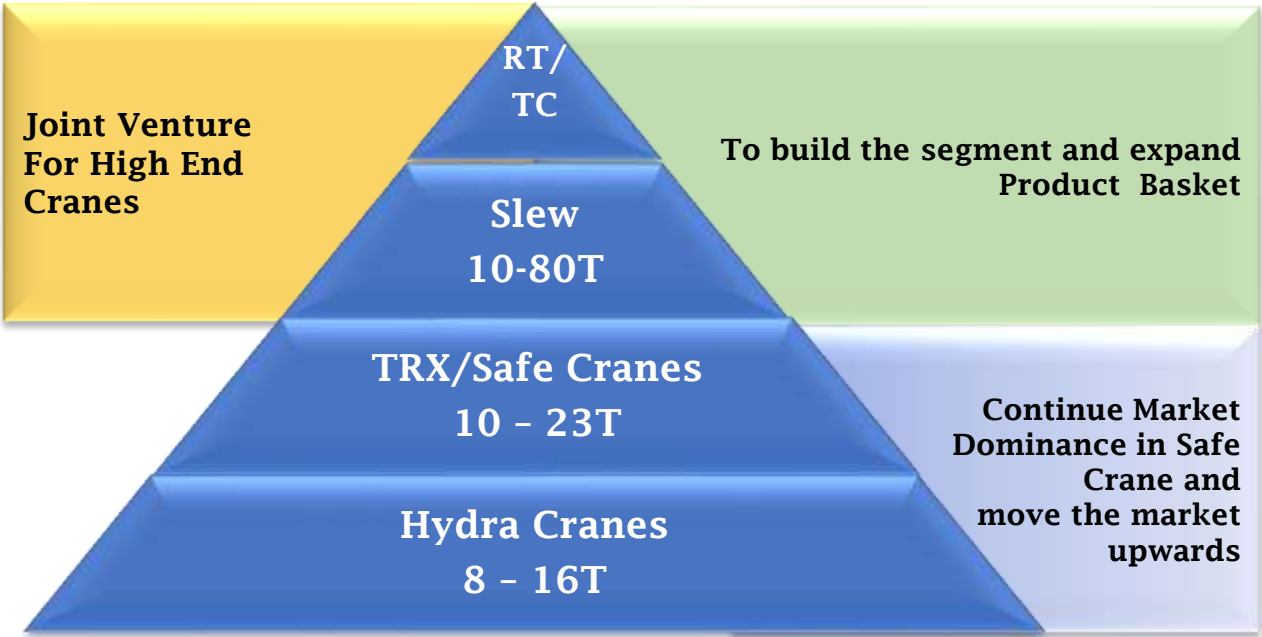 RT/
TC
Joint Venture
For High End
Cranes
To build the segment and expand
Product Basket
Slew
10-80T
TRX/Safe Cranes
10 – 23T
Continue Market
Dominance in Safe
Crane and
move the market
upwards
Hydra Cranes
8 – 16T